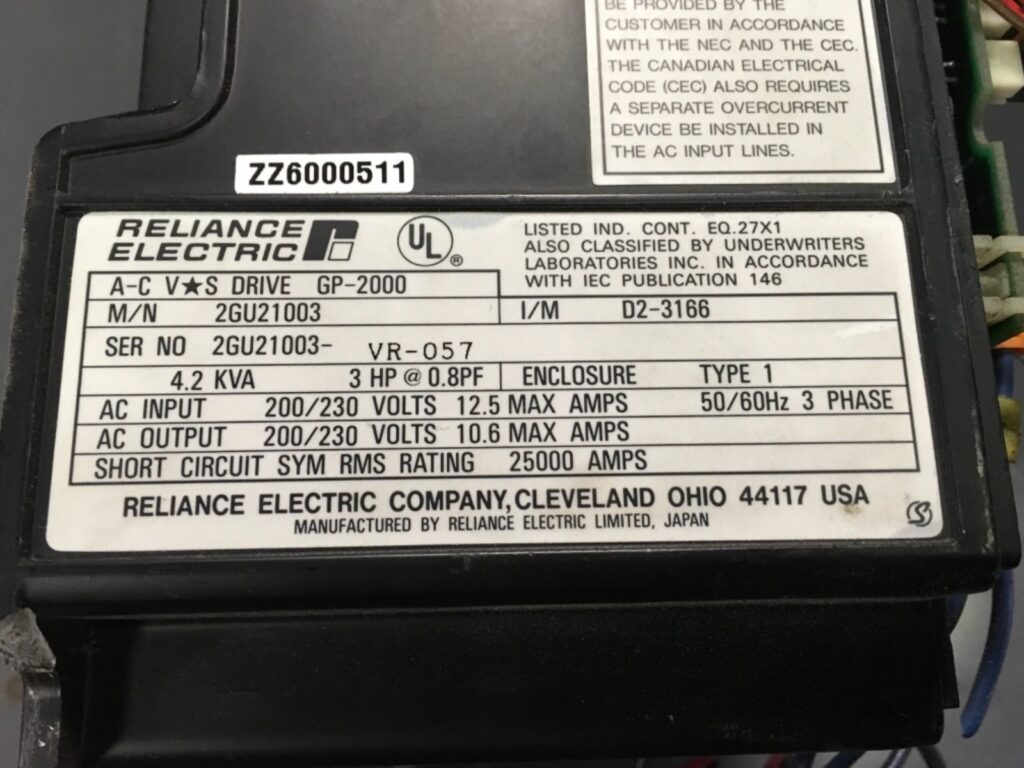 BE PROVIDED BY THE
CUSTOMER IN ACCORDANCE
WITH THE NEC AND THE CEC.
THE CANADIAN ELECTRICAL
CODE (CEC) ALSO REQUIRES
A SEPARATE OVERCURRENT
DEVICE BE INSTALLED IN
THE AC INPUT LINES.
ZZ6000511
RELIANCE
ELECTRIC
UL ®
LISTED IND. CONT. EQ.27X1
ALSO CLASSIFIED BY UNDERWRITERS
LABORATORIES INC. IN ACCORDANCE
WITH IEC PUBLICATION 146
A-C V★S DRIVE GP-2000
M/N 2GU21003 I/M D2-3166
SER NO 2GU21003- VR-057
4.2 KVA 3 HP @ 0.8PF ENCLOSURE TYPE 1
AC INPUT 200/230 VOLTS 12.5 MAX AMPS 50/60Hz 3 PHASE
AC OUTPUT 200/230 VOLTS 10.6 MAX AMPS
SHORT CIRCUIT SYM RMS RATING 25000 AMPS
RELIANCE ELECTRIC COMPANY, CLEVELAND OHIO 44117 USA
MANUFACTURED BY RELIANCE ELECTRIC LIMITED, JAPAN